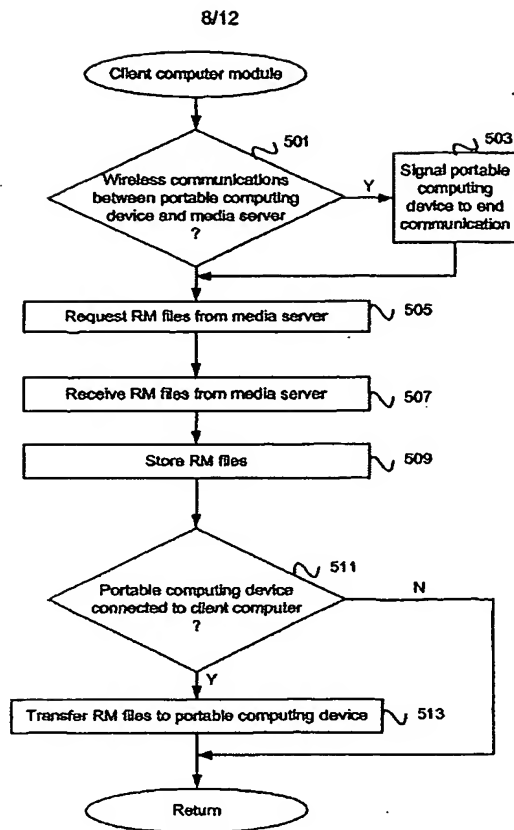 8/12
Client computer module
501
Wireless communications
between portable computing
device and media server
?
Y
503
Signal portable
computing
device to end
communication
Request RM files from media server
505
Receive RM files from media server
507
Store RM files
509
511
Portable computing device
connected to client computer
?
N
Y
Transfer RM files to portable computing device
513
Return